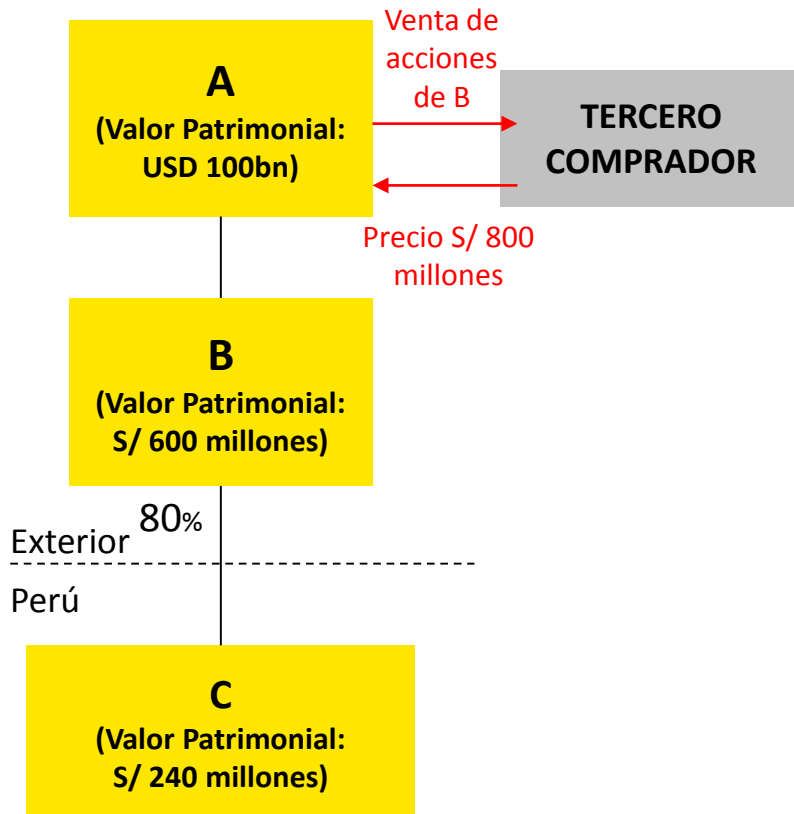 Venta de
acciones
de B
A
(Valor Patrimonial:
USD 100bn)
TERCERO
COMPRADOR
Precio S/ 800
millones
B
(Valor Patrimonial:
S/ 600 millones)
80%
Exterior
Perú
C
(Valor Patrimonial:
S/ 240 millones)